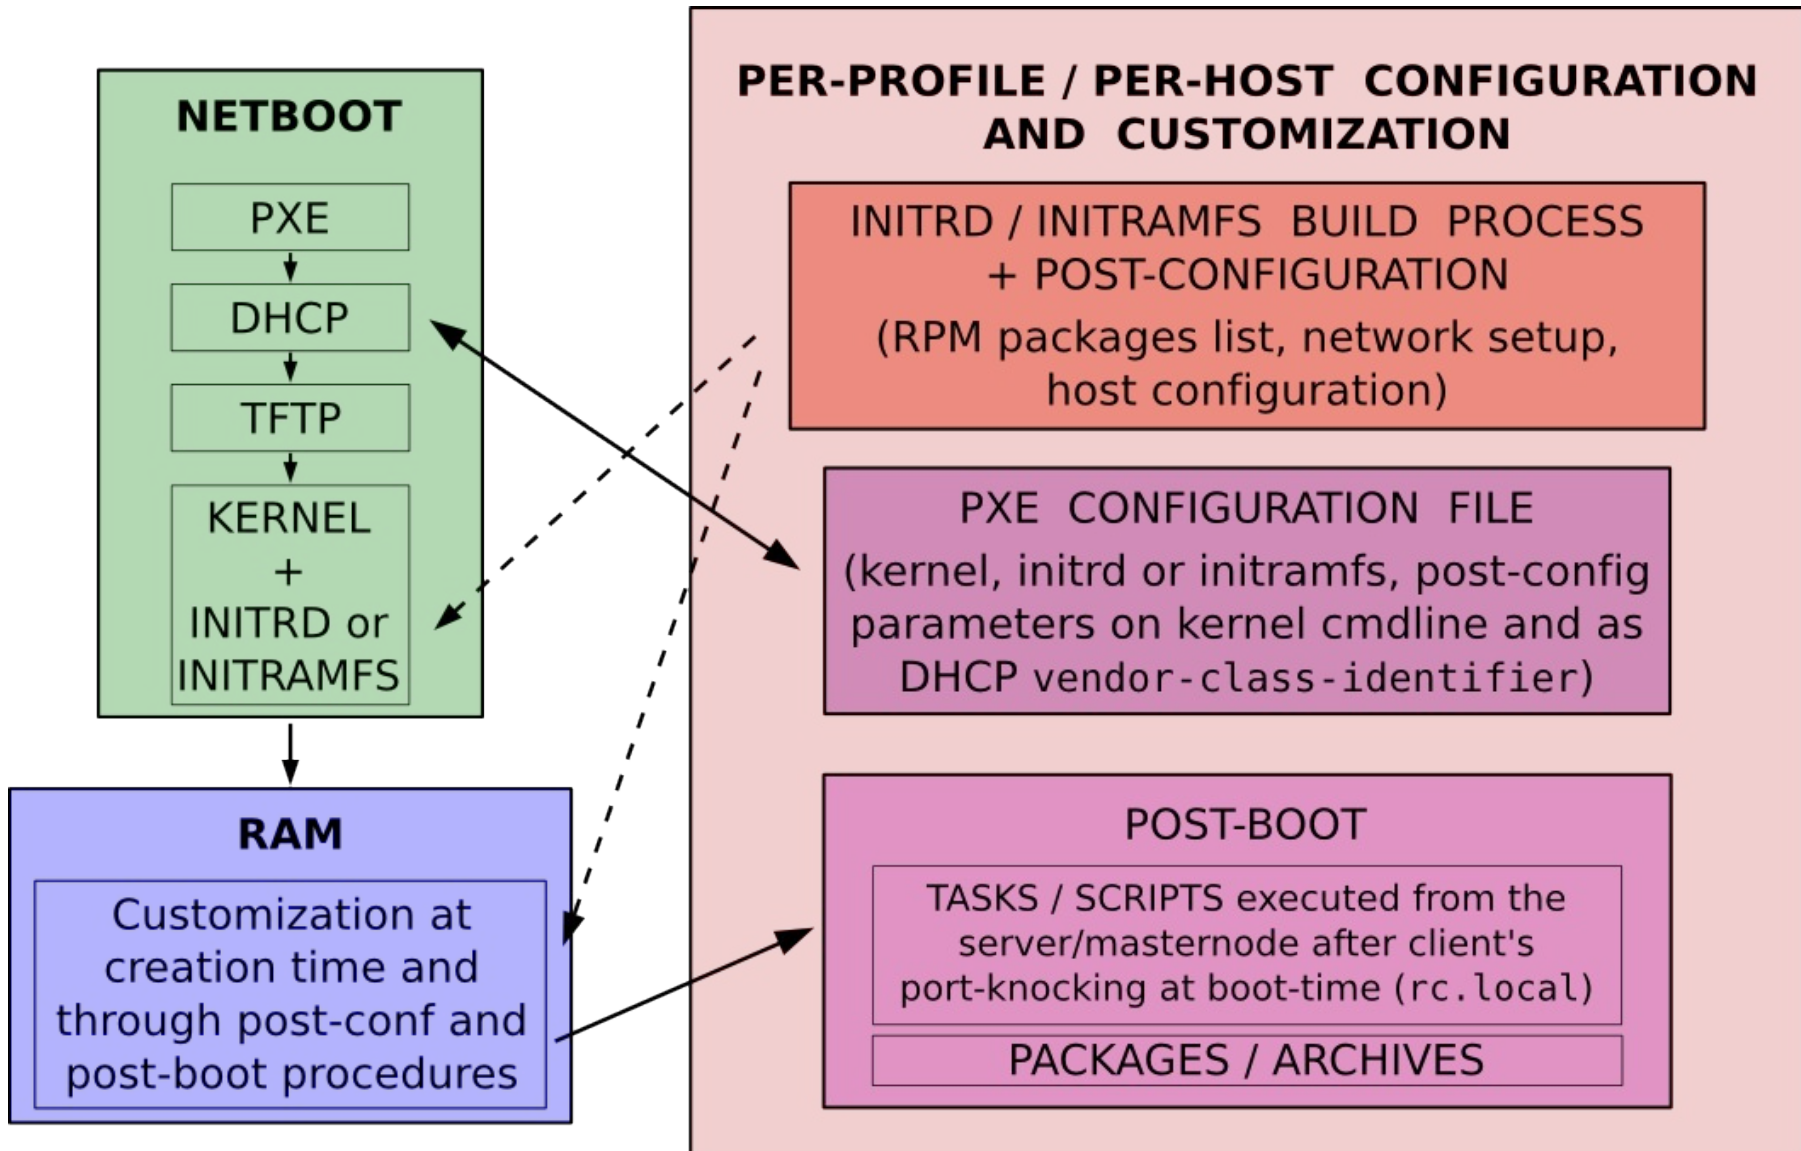 NETBOOT
PXE
DHCP
TFTP
KERNEL
+
INITRD or
INITRAMFS
RAM
Customization at
creation time and
through post-conf and
post-boot procedures
PER-PROFILE / PER-HOST CONFIGURATION
AND CUSTOMIZATION
INITRD / INITRAMFS BUILD PROCESS
+ POST-CONFIGURATION
(RPM packages list, network setup,
host configuration)
PXE CONFIGURATION FILE
(kernel, initrd or initramfs, post-config
parameters on kernel cmdline and as
DHCP vendor-class-identifier)
POST-BOOT
TASKS / SCRIPTS executed from the
server/masternode after client's
port-knocking at boot-time (rc.local)
PACKAGES / ARCHIVES